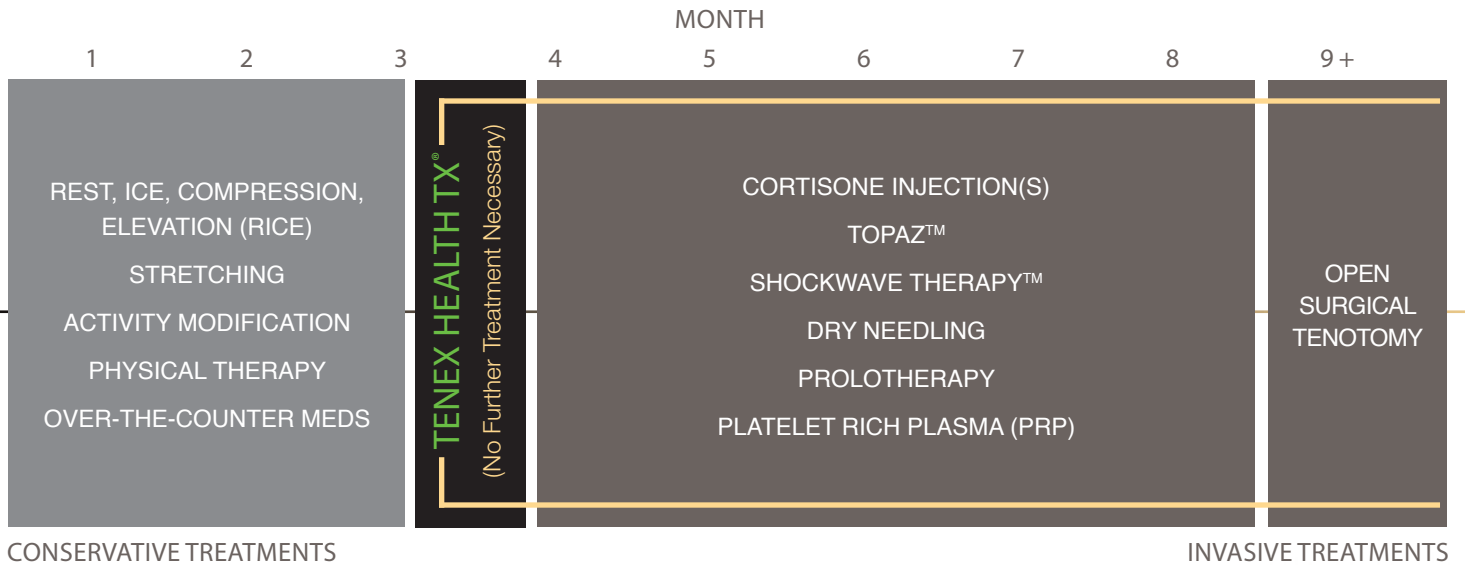 MONTH
1 2 3 4 5 6 7 8 9 +
REST, ICE, COMPRESSION,
ELEVATION (RICE)
STRETCHING
ACTIVITY MODIFICATION
PHYSICAL THERAPY
OVER-THE-COUNTER MEDS
TENEX HEALTH TX®
(No Further Treatment Necessary)
CORTISONE INJECTION(S)
TOPAZ™
SHOCKWAVE THERAPY™
DRY NEEDLING
PROLOTHERAPY
PLATELET RICH PLASMA (PRP)
OPEN
SURGICAL
TENOTOMY
CONSERVATIVE TREATMENTS
INVASIVE TREATMENTS